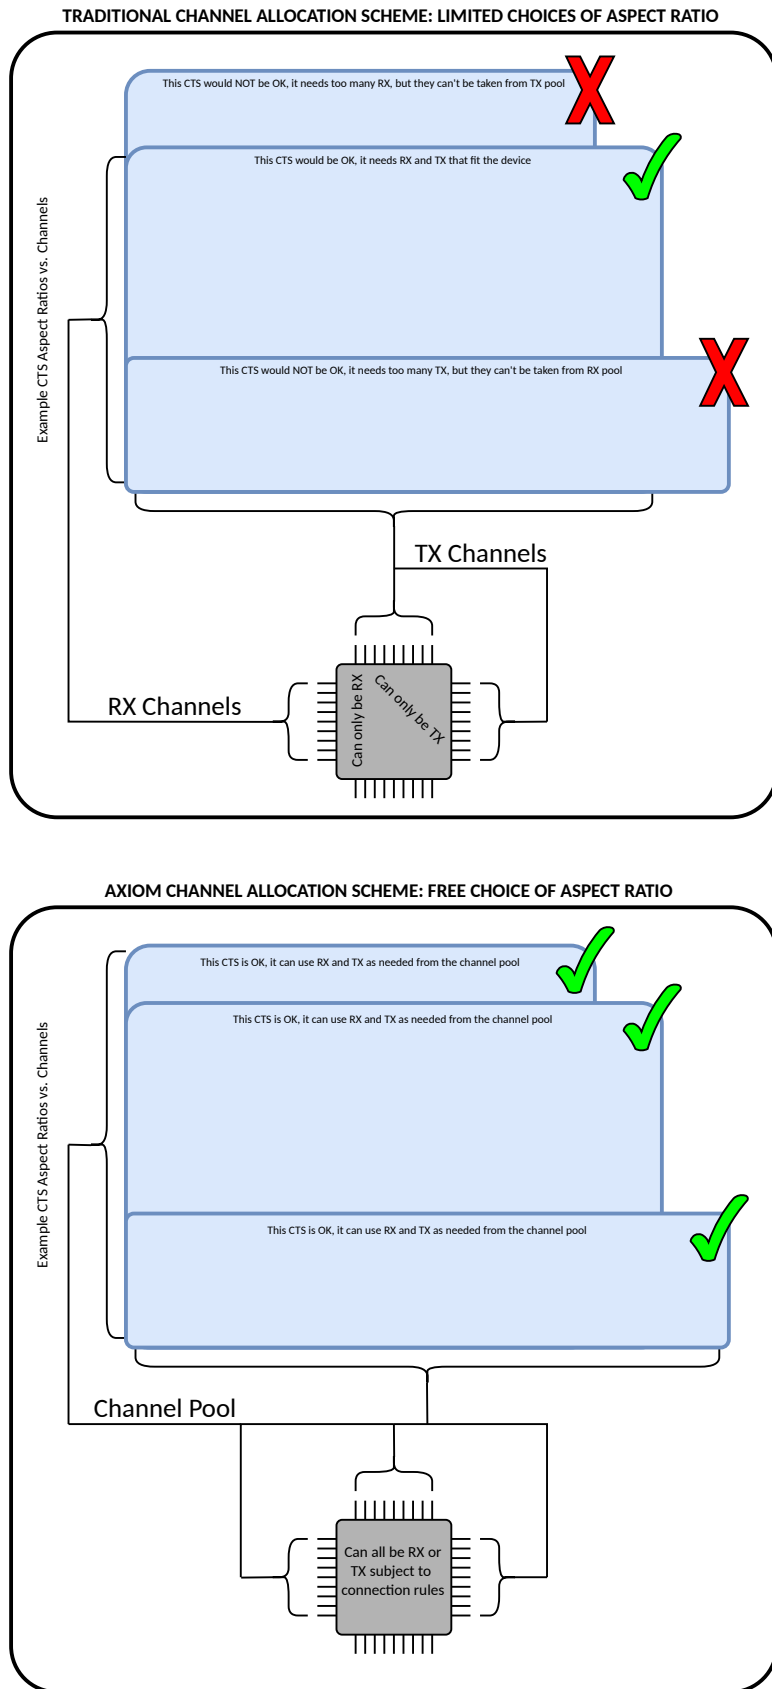 TRADITIONAL CHANNEL ALLOCATION SCHEME: LIMITED CHOICES OF ASPECT RATIO
This CTS would NOT be OK, it needs too many RX, but they can't be taken from TX pool
This CTS would be OK, it needs RX and TX that fit the device
Example CTS Aspect Ratios vs. Channels
This CTS would NOT be OK, it needs too many TX, but they can't be taken from RX pool
TX Channels
RX Channels
Can only be RX
Can only be TX
AXIOM CHANNEL ALLOCATION SCHEME: FREE CHOICE OF ASPECT RATIO
This CTS is OK, it can use RX and TX as needed from the channel pool
This CTS is OK, it can use RX and TX as needed from the channel pool
Example CTS Aspect Ratios vs. Channels
This CTS is OK, it can use RX and TX as needed from the channel pool
Channel Pool
Can all be RX or
TX subject to
connection rules